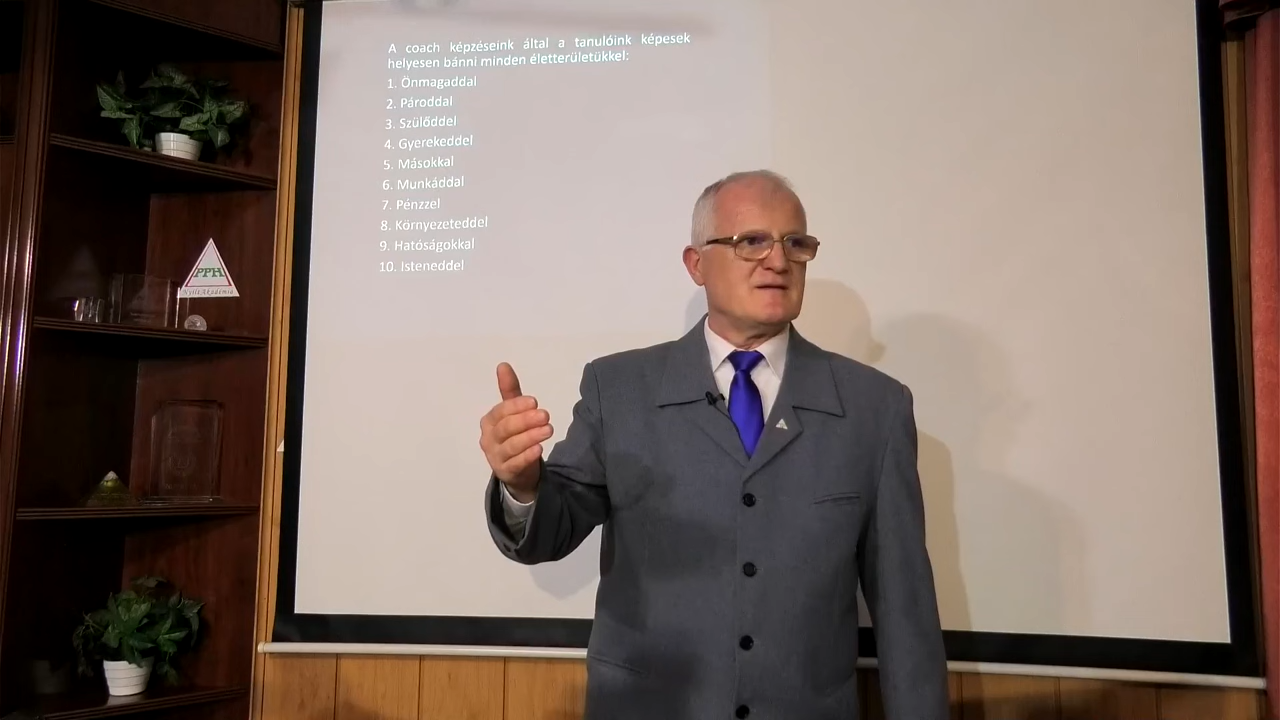 A coach képzéseink által a tanulóink képesek
helyesen bánni minden életterületükkel:
1. Önmagaddal
2. Pároddal
3. Szülőddel
4. Gyerekeddel
5. Másokkal
6. Munkáddal
7. Pénzzel
8. Környezeteddel
9. Hatóságokkal
10. Isteneddel
PPH
NyíltAkadémia